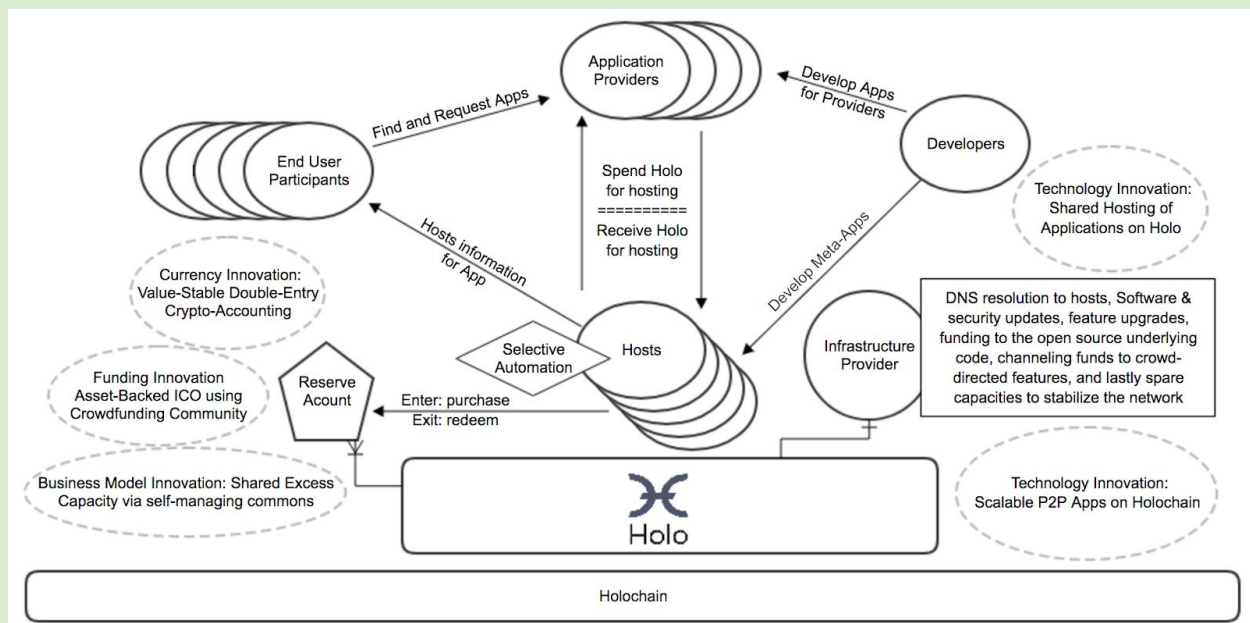 Application
Providers
Develop Apps
for Providers
Find and Request Apps
End User
Participants
Developers
Spend Holo
for hosting
==========
Receive Holo
for hosting
Technology Innovation:
Shared Hosting of
Applications on Holo
Hosts information
for App
Develop Meta-Apps
Currency Innovation:
Value-Stable Double-Entry
Crypto-Accounting
DNS resolution to hosts, Software &
security updates, feature upgrades,
funding to the open source underlying
code, channeling funds to crowd-
directed features, and lastly spare
capacities to stabilize the network
Infrastructure
Provider
Hosts
Selective
Automation
Funding Innovation
Asset-Backed ICO using
Crowdfunding Community
Reserve
Acount
Enter: purchase
Exit: redeem
Business Model Innovation: Shared Excess
Capacity via self-managing commons
Technology Innovation:
Scalable P2P Apps on Holochain
Holo
Holochain